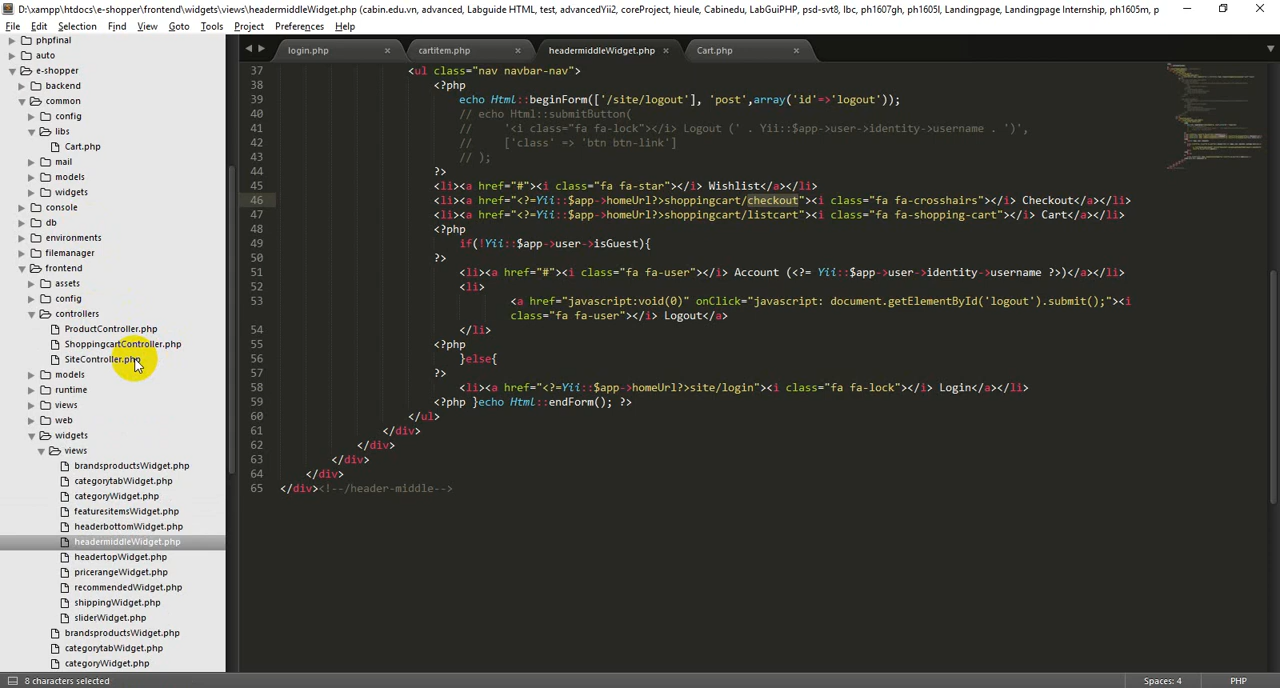 D:\xampp\htdocs\e-shopper\frontend\widgets\views\headermiddleWidget.php (cabin.edu.vn, advanced, Labguide HTML, test, advancedYii2, coreProject, hieule, Cabinedu, LabGuiPHP, psd-svt8, lbc, ph1607gh, ph1605l, Landingpage, Landingpage Internship, ph1605m, p
File Edit Selection Find View Goto Tools Project Preferences Help
phpfinal
auto
e-shopper
backend
common
config
libs
Cart.php
mail
models
widgets
console
db
environments
filemanager
frontend
assets
config
controllers
ProductController.php
ShoppingcartController.php
SiteController.php
models
runtime
views
web
widgets
views
brandsproductsWidget.php
categorytabWidget.php
categoryWidget.php
featuresitemsWidget.php
headerbottomWidget.php
headermiddleWidget.php
headertopWidget.php
pricerangeWidget.php
recommendedWidget.php
shippingWidget.php
sliderWidget.php
brandsproductsWidget.php
categorytabWidget.php
categoryWidget.php
login.php × cartitem.php × headermiddleWidget.php × Cart.php ×
37 <ul class="nav navbar-nav">
38 <?php
39 echo Html::beginForm(['/site/logout'], 'post',array('id'=>'logout'));
40 // echo Html::submitButton(
41 // '<i class="fa fa-lock"></i> Logout (' . Yii::$app->user->identity->username . ')',
42 // ['class' => 'btn btn-link']
43 // );
44 ?>
45 <li><a href="#"><i class="fa fa-star"></i> Wishlist</a></li>
46 <li><a href="<?=Yii::$app->homeUrl?>shoppingcart/checkout"><i class="fa fa-crosshairs"></i> Checkout</a></li>
47 <li><a href="<?=Yii::$app->homeUrl?>shoppingcart/listcart"><i class="fa fa-shopping-cart"></i> Cart</a></li>
48 <?php
49 if(!Yii::$app->user->isGuest){
50 ?>
51 <li><a href="#"><i class="fa fa-user"></i> Account (<?= Yii::$app->user->identity->username ?>)</a></li>
52 <li>
53 <a href="javascript:void(0)" onClick="javascript: document.getElementById('logout').submit();"><i
class="fa fa-user"></i> Logout</a>
54 </li>
55 <?php
56 }else{
57 ?>
58 <li><a href="<?=Yii::$app->homeUrl?>site/login"><i class="fa fa-lock"></i> Login</a></li>
59 <?php }echo Html::endForm(); ?>
60 </ul>
61 </div>
62 </div>
63 </div>
64 </div>
65 </div><!--/header-middle-->
8 characters selected Spaces: 4 PHP